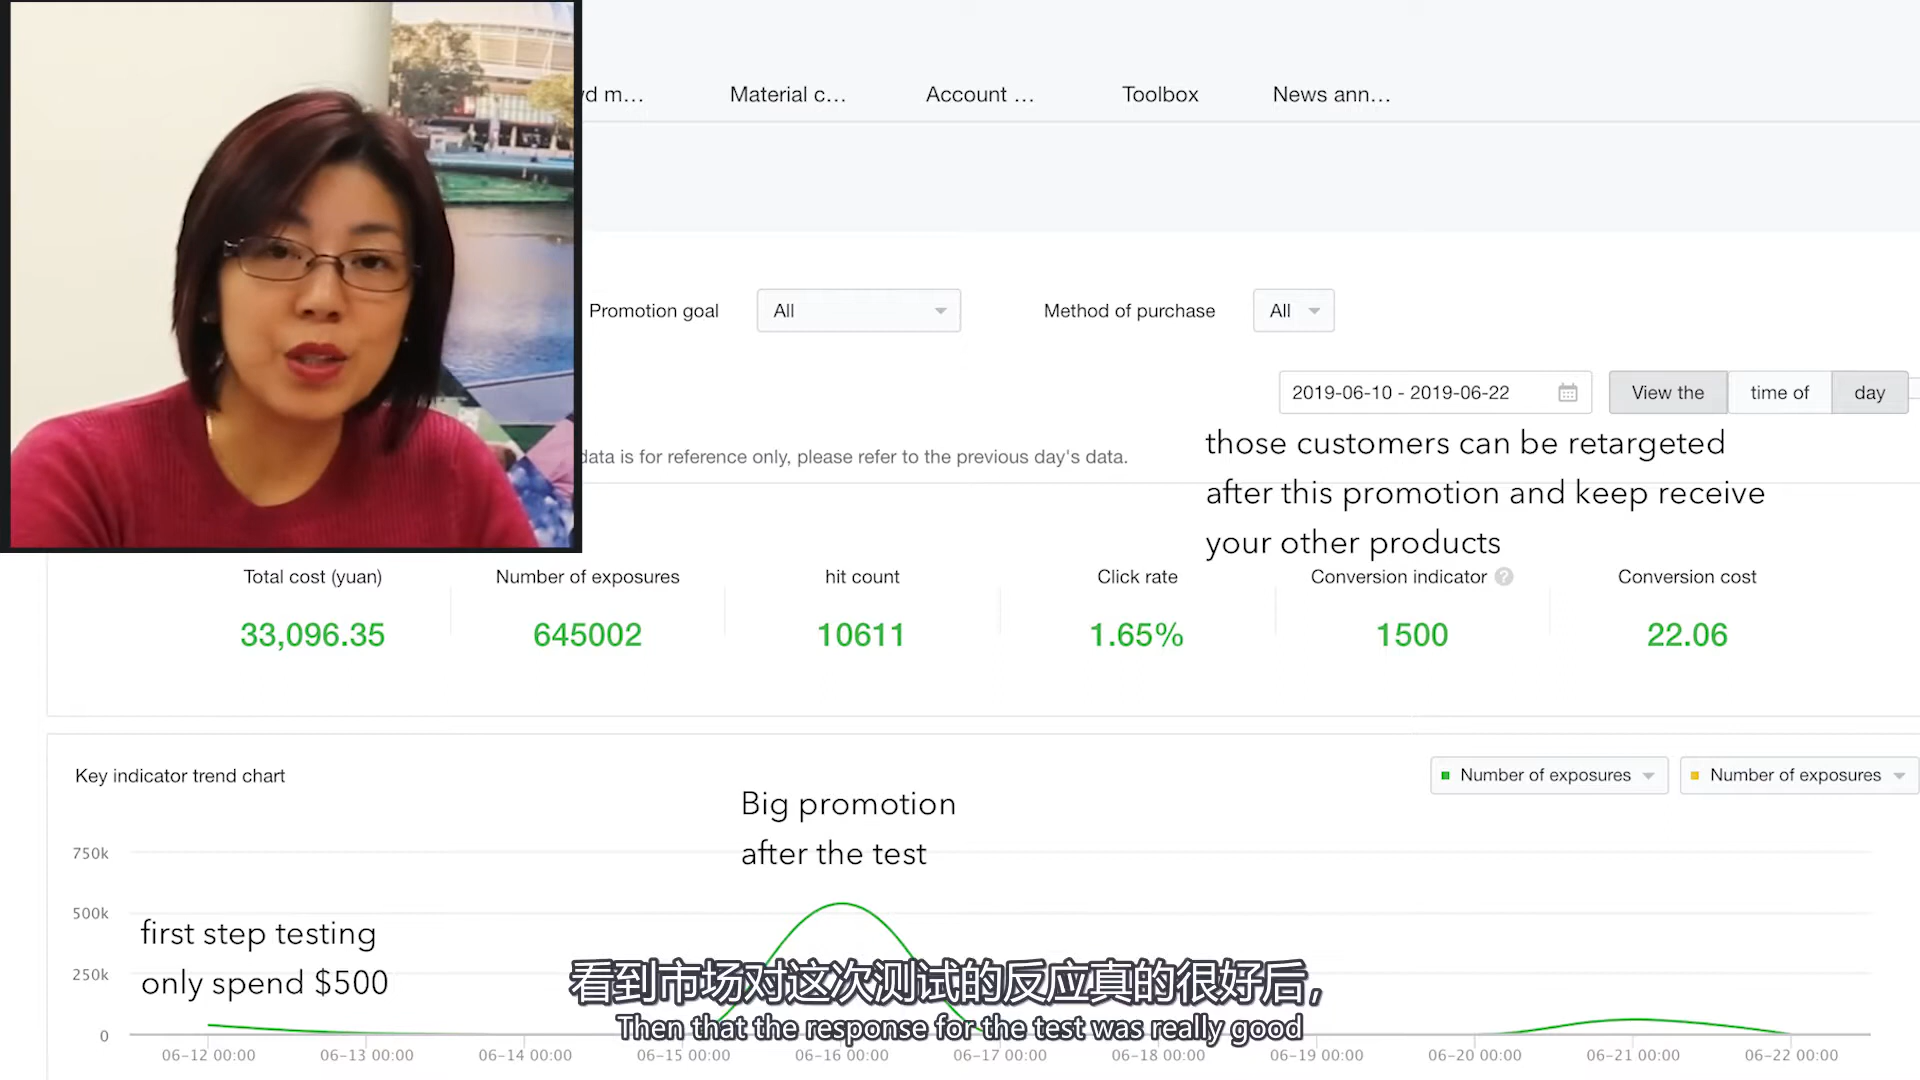 d m...
Material c...
Account ...
Toolbox
News ann...
Promotion goal
All
Method of purchase
All
2019-06-10 - 2019-06-22
View the
time of
day
data is for reference only, please refer to the previous day's data.
those customers can be retargeted
after this promotion and keep receive
your other products
Total cost (yuan)
Number of exposures
hit count
Click rate
Conversion indicator ?
Conversion cost
33,096.35
645002
10611
1.65%
1500
22.06
Key indicator trend chart
Number of exposures
Number of exposures
Big promotion
after the test
750k
500k
first step testing
only spend $500
250k
0
看到市场对这次测试的反应真的很好后，
Then that the response for the test was really good
06-12 00:00
06-13 00:00
06-14 00:00
06-15 00:00
06-16 00:00
06-17 00:00
06-18 00:00
06-19 00:00
06-20 00:00
06-21 00:00
06-22 00:00